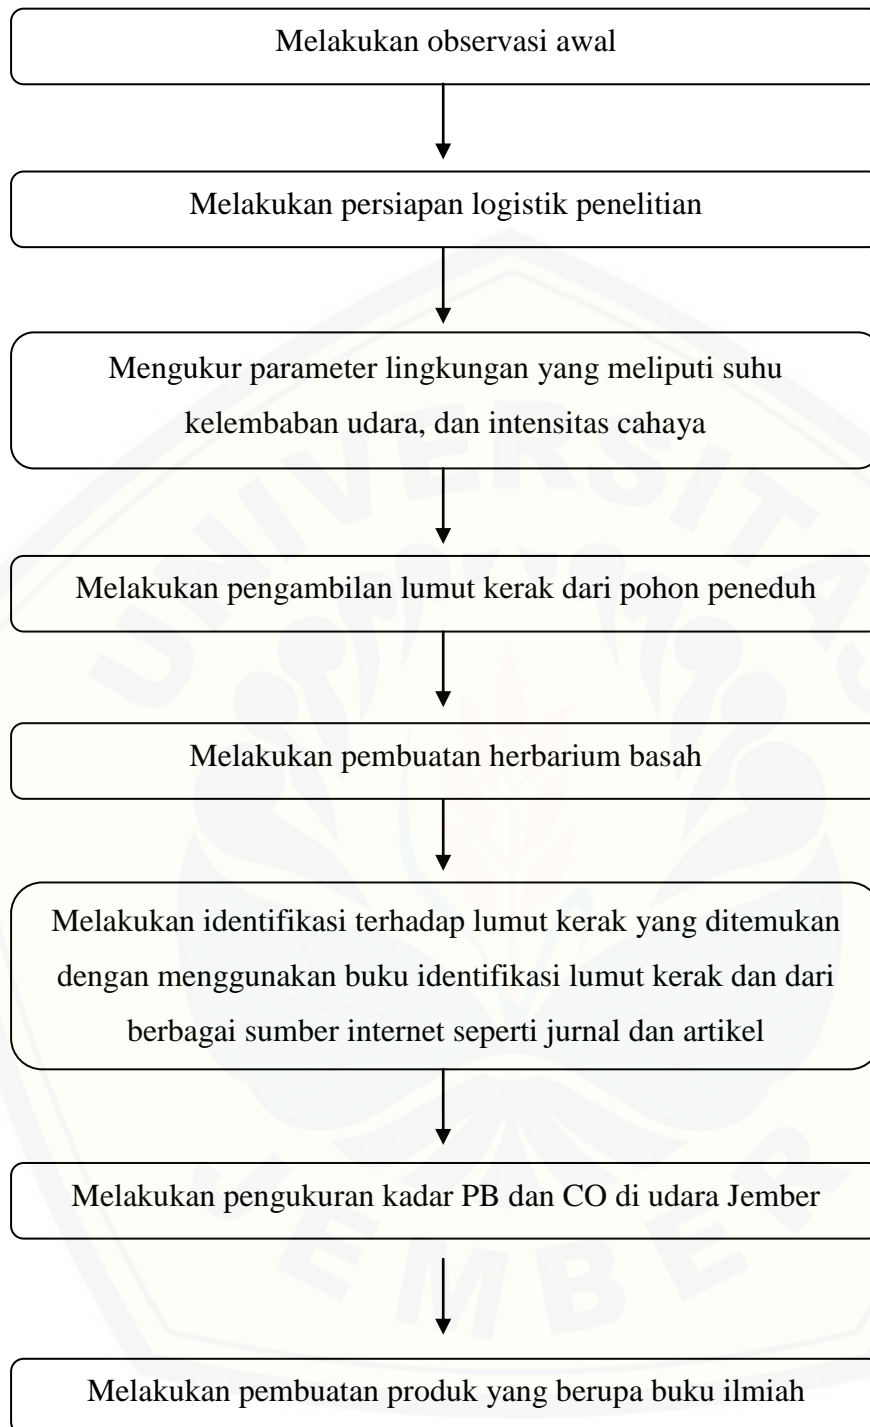 Melakukan observasi awal
Melakukan persiapan logistik penelitian
Mengukur parameter lingkungan yang meliputi suhu
kelembaban udara, dan intensitas cahaya
Melakukan pengambilan lumut kerak dari pohon peneduh
Melakukan pembuatan herbarium basah
Melakukan identifikasi terhadap lumut kerak yang ditemukan
dengan menggunakan buku identifikasi lumut kerak dan dari
berbagai sumber internet seperti jurnal dan artikel
Melakukan pengukuran kadar PB dan CO di udara Jember
Melakukan pembuatan produk yang berupa buku ilmiah
UNIVERSITAS
JEMBER